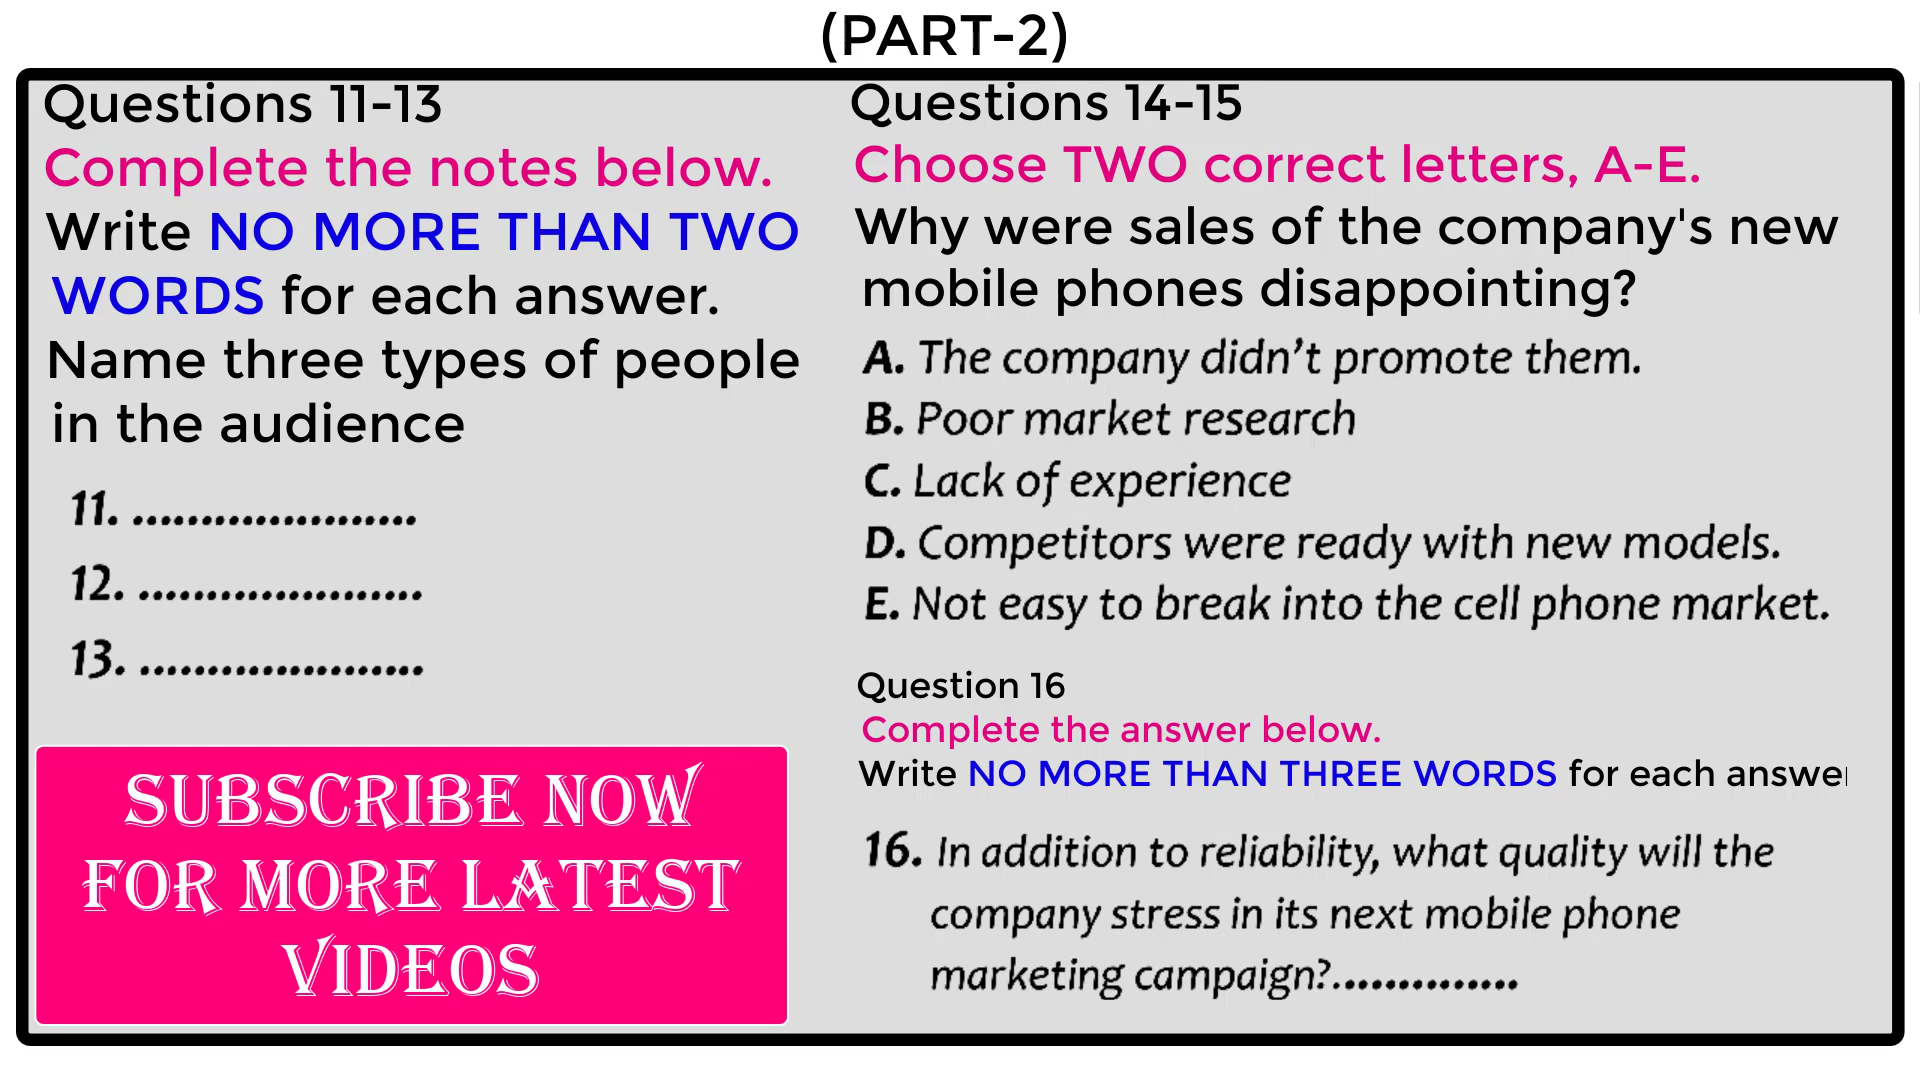 (PART-2)
Questions 11-13
Complete the notes below.
Write NO MORE THAN TWO
WORDS for each answer.
Name three types of people
in the audience
11. .....................
12. .....................
13. .....................
SUBSCRIBE NOW
FOR MORE LATEST
VIDEOS
Questions 14-15
Choose TWO correct letters, A-E.
Why were sales of the company's new
mobile phones disappointing?
A. The company didn't promote them.
B. Poor market research
C. Lack of experience
D. Competitors were ready with new models.
E. Not easy to break into the cell phone market.
Question 16
Complete the answer below.
Write NO MORE THAN THREE WORDS for each answer
16. In addition to reliability, what quality will the
company stress in its next mobile phone
marketing campaign?..............